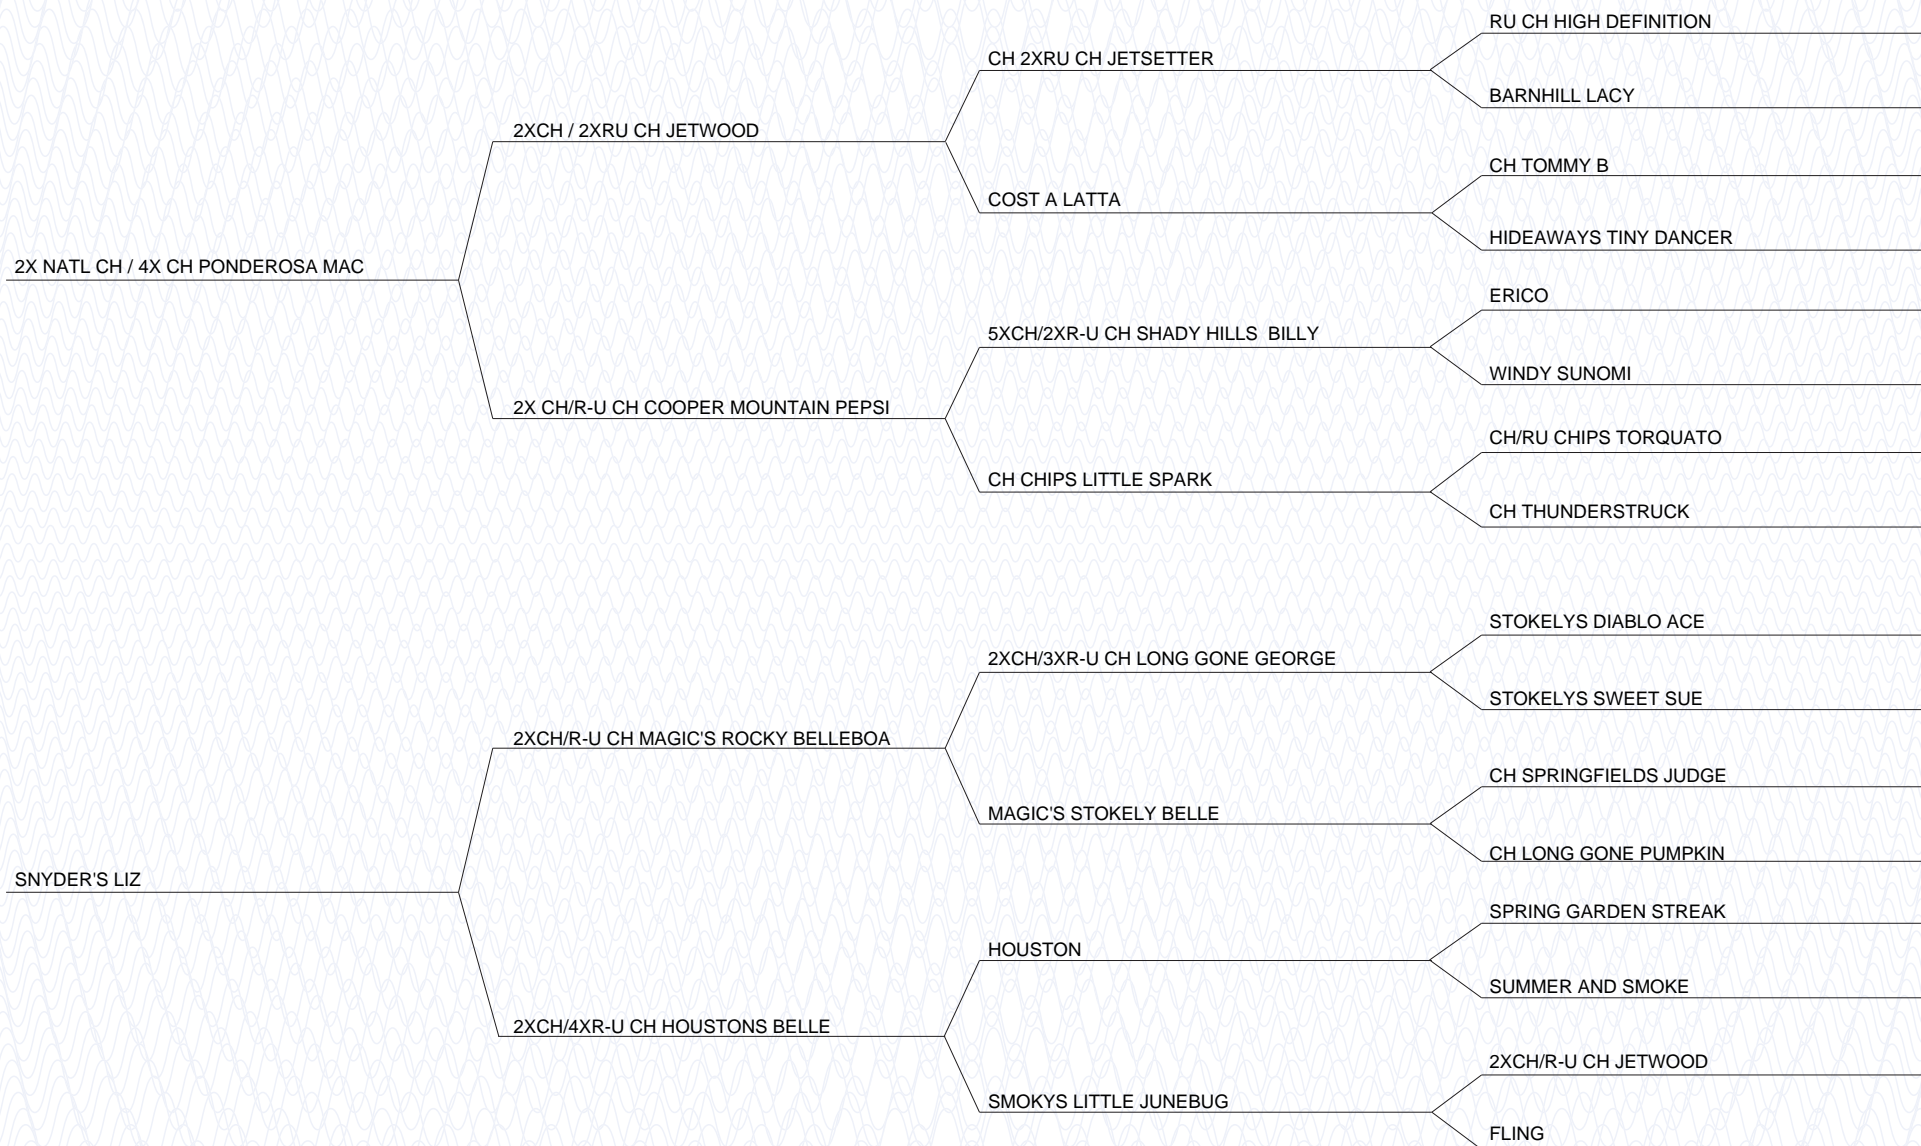 RU CH HIGH DEFINITION
CH 2XRU CH JETSETTER
BARNHILL LACY
2XCH / 2XRU CH JETWOOD
CH TOMMY B
COST A LATTA
HIDEAWAYS TINY DANCER
2X NATL CH / 4X CH PONDEROSA MAC
ERICO
5XCH/2XR-U CH SHADY HILLS  BILLY
WINDY SUNOMI
2X CH/R-U CH COOPER MOUNTAIN PEPSI
CH/RU CHIPS TORQUATO
CH CHIPS LITTLE SPARK
CH THUNDERSTRUCK
STOKELYS DIABLO ACE
2XCH/3XR-U CH LONG GONE GEORGE
STOKELYS SWEET SUE
2XCH/R-U CH MAGIC'S ROCKY BELLEBOA
CH SPRINGFIELDS JUDGE
MAGIC'S STOKELY BELLE
CH LONG GONE PUMPKIN
SNYDER'S LIZ
SPRING GARDEN STREAK
HOUSTON
SUMMER AND SMOKE
2XCH/4XR-U CH HOUSTONS BELLE
2XCH/R-U CH JETWOOD
SMOKYS LITTLE JUNEBUG
FLING